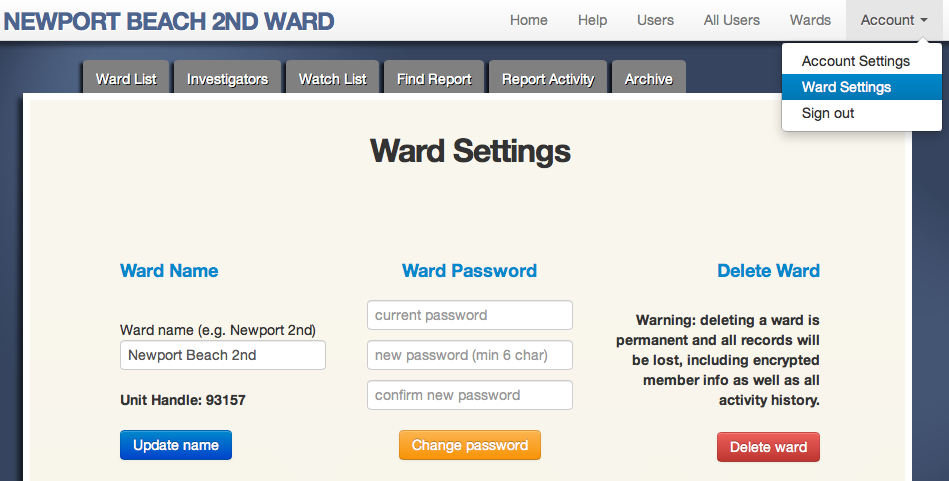 NEWPORT BEACH 2ND WARD
Home Help Users All Users Wards Account
Account Settings
Ward Settings
Sign out
Ward List Investigators Watch List Find Report Report Activity Archive
Ward Settings
Ward Name
Ward name (e.g. Newport 2nd)
Newport Beach 2nd
Unit Handle: 93157
Update name
Ward Password
current password
new password (min 6 char)
confirm new password
Change password
Delete Ward
Warning: deleting a ward is
permanent and all records will
be lost, including encrypted
member info as well as all
activity history.
Delete ward